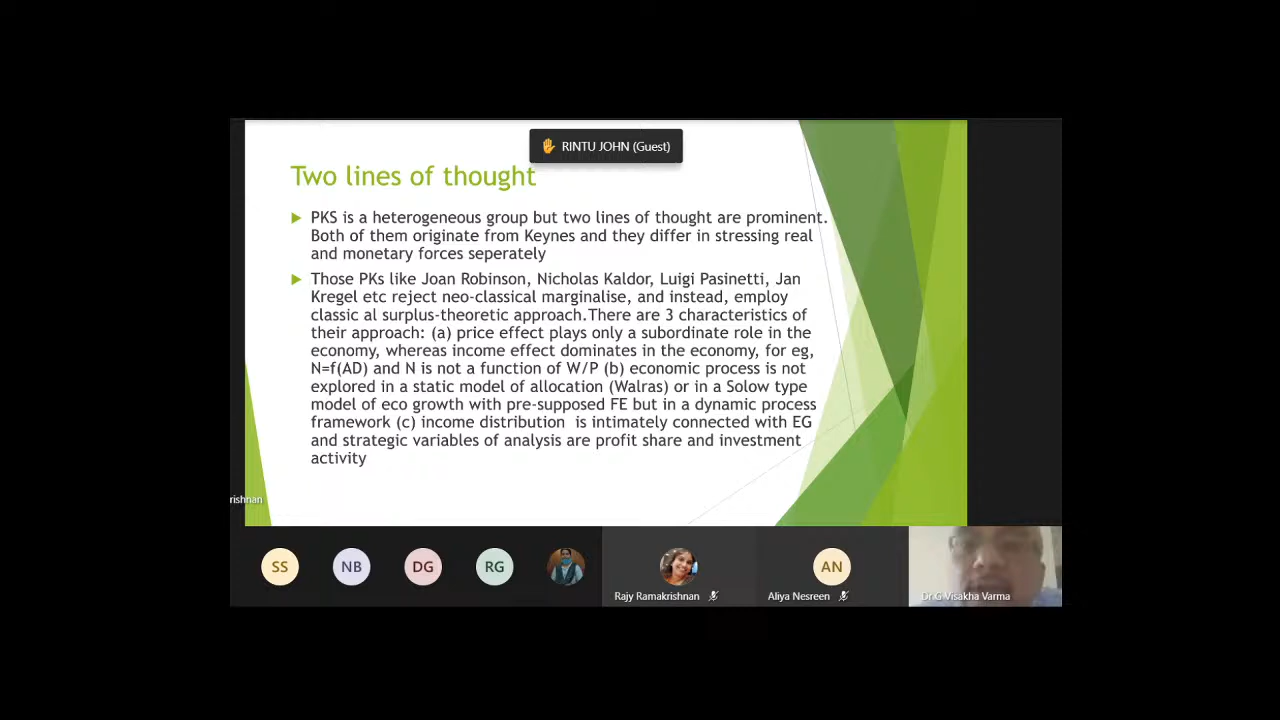 RINTU JOHN (Guest)
Two lines of thought
PKS is a heterogeneous group but two lines of thought are prominent.
Both of them originate from Keynes and they differ in stressing real
and monetary forces seperately
Those PKs like Joan Robinson, Nicholas Kaldor, Luigi Pasinetti, Jan
Kregel etc reject neo-classical marginalise, and instead, employ
classic al surplus-theoretic approach.There are 3 characteristics of
their approach: (a) price effect plays only a subordinate role in the
economy, whereas income effect dominates in the economy, for eg,
N=f(AD) and N is not a function of W/P (b) economic process is not
explored in a static model of allocation (Walras) or in a Solow type
model of eco growth with pre-supposed FE but in a dynamic process
framework (c) income distribution is intimately connected with EG
and strategic variables of analysis are profit share and investment
activity
rishnan
SS NB DG RG AN
Rajy Ramakrishnan Aliya Nesreen Dr.G Visakha Varma